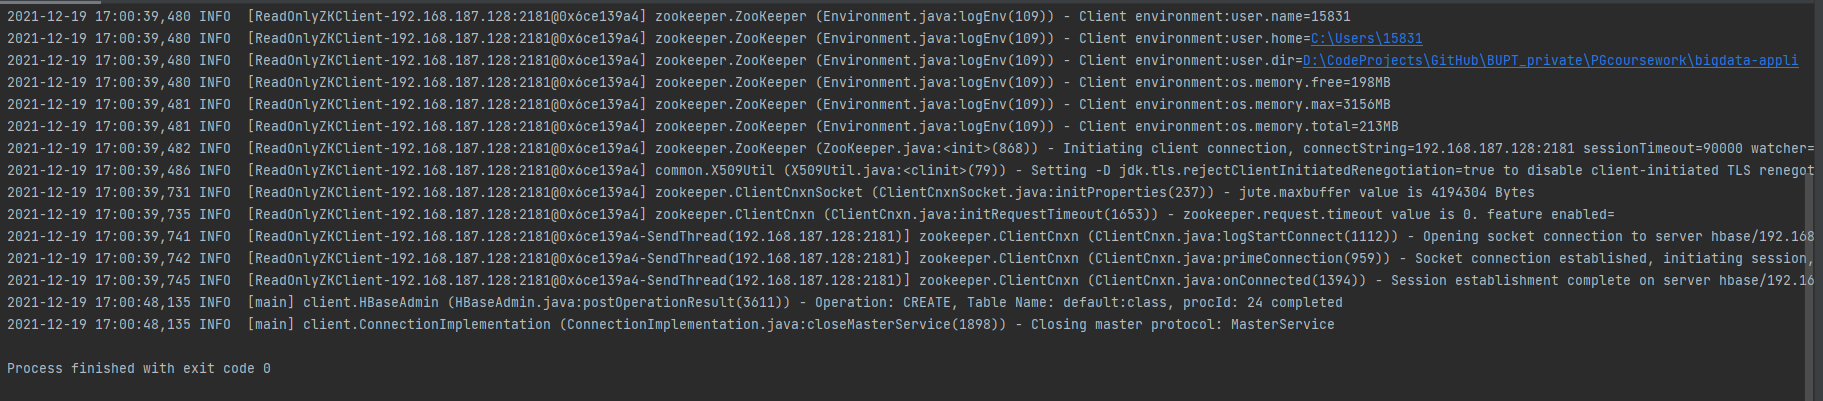 2021-12-19 17:00:39,480 INFO  [ReadOnlyZKClient-192.168.187.128:2181@0x6ce139a4] zookeeper.ZooKeeper (Environment.java:logEnv(109)) - Client environment:user.name=15831
2021-12-19 17:00:39,480 INFO  [ReadOnlyZKClient-192.168.187.128:2181@0x6ce139a4] zookeeper.ZooKeeper (Environment.java:logEnv(109)) - Client environment:user.home=C:\Users\15831
2021-12-19 17:00:39,480 INFO  [ReadOnlyZKClient-192.168.187.128:2181@0x6ce139a4] zookeeper.ZooKeeper (Environment.java:logEnv(109)) - Client environment:user.dir=D:\CodeProjects\GitHub\BUPT_private\PGcoursework\bigdata-appli
2021-12-19 17:00:39,480 INFO  [ReadOnlyZKClient-192.168.187.128:2181@0x6ce139a4] zookeeper.ZooKeeper (Environment.java:logEnv(109)) - Client environment:os.memory.free=198MB
2021-12-19 17:00:39,481 INFO  [ReadOnlyZKClient-192.168.187.128:2181@0x6ce139a4] zookeeper.ZooKeeper (Environment.java:logEnv(109)) - Client environment:os.memory.max=3156MB
2021-12-19 17:00:39,481 INFO  [ReadOnlyZKClient-192.168.187.128:2181@0x6ce139a4] zookeeper.ZooKeeper (Environment.java:logEnv(109)) - Client environment:os.memory.total=213MB
2021-12-19 17:00:39,482 INFO  [ReadOnlyZKClient-192.168.187.128:2181@0x6ce139a4] zookeeper.ZooKeeper (ZooKeeper.java:<init>(868)) - Initiating client connection, connectString=192.168.187.128:2181 sessionTimeout=90000 watcher=
2021-12-19 17:00:39,486 INFO  [ReadOnlyZKClient-192.168.187.128:2181@0x6ce139a4] common.X509Util (X509Util.java:<clinit>(79)) - Setting -D jdk.tls.rejectClientInitiatedRenegotiation=true to disable client-initiated TLS renegot
2021-12-19 17:00:39,731 INFO  [ReadOnlyZKClient-192.168.187.128:2181@0x6ce139a4] zookeeper.ClientCnxnSocket (ClientCnxnSocket.java:initProperties(237)) - jute.maxbuffer value is 4194304 Bytes
2021-12-19 17:00:39,735 INFO  [ReadOnlyZKClient-192.168.187.128:2181@0x6ce139a4] zookeeper.ClientCnxn (ClientCnxn.java:initRequestTimeout(1653)) - zookeeper.request.timeout value is 0. feature enabled=
2021-12-19 17:00:39,741 INFO  [ReadOnlyZKClient-192.168.187.128:2181@0x6ce139a4-SendThread(192.168.187.128:2181)] zookeeper.ClientCnxn (ClientCnxn.java:logStartConnect(1112)) - Opening socket connection to server hbase/192.168
2021-12-19 17:00:39,742 INFO  [ReadOnlyZKClient-192.168.187.128:2181@0x6ce139a4-SendThread(192.168.187.128:2181)] zookeeper.ClientCnxn (ClientCnxn.java:primeConnection(959)) - Socket connection established, initiating session,
2021-12-19 17:00:39,745 INFO  [ReadOnlyZKClient-192.168.187.128:2181@0x6ce139a4-SendThread(192.168.187.128:2181)] zookeeper.ClientCnxn (ClientCnxn.java:onConnected(1394)) - Session establishment complete on server hbase/192.16
2021-12-19 17:00:48,135 INFO  [main] client.HBaseAdmin (HBaseAdmin.java:postOperationResult(3611)) - Operation: CREATE, Table Name: default:class, procId: 24 completed
2021-12-19 17:00:48,135 INFO  [main] client.ConnectionImplementation (ConnectionImplementation.java:closeMasterService(1898)) - Closing master protocol: MasterService
Process finished with exit code 0